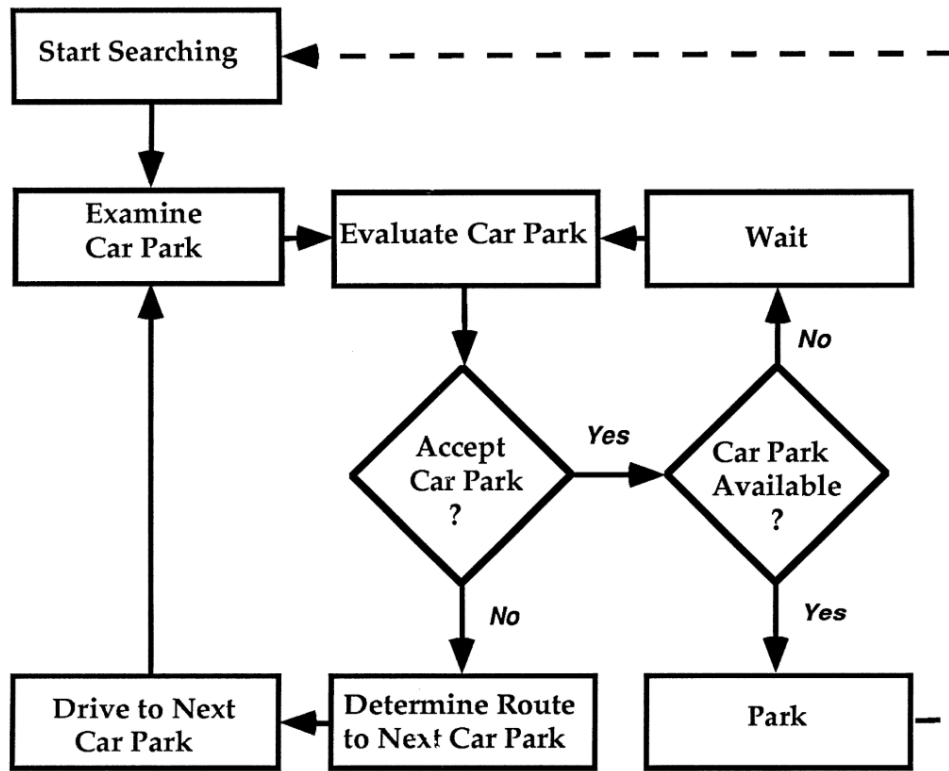 Start Searching
Examine
Car Park
Evaluate Car Park
Wait
No
Accept
Car Park
?
Yes
Car Park
Available
?
No
Yes
Drive to Next
Car Park
Determine Route
to Next Car Park
Park